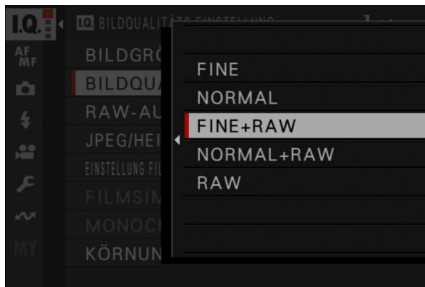 I.Q.
I.Q. BILDQUALITÄTS EINSTELLUNG
AF
MF
BILDGRÖ
BILDQUA
RAW-AU
JPEG/HEI
EINSTELLUNG FIL
FILMSIM
MONOC
KÖRNUN
MY
FINE
NORMAL
FINE+RAW
NORMAL+RAW
RAW